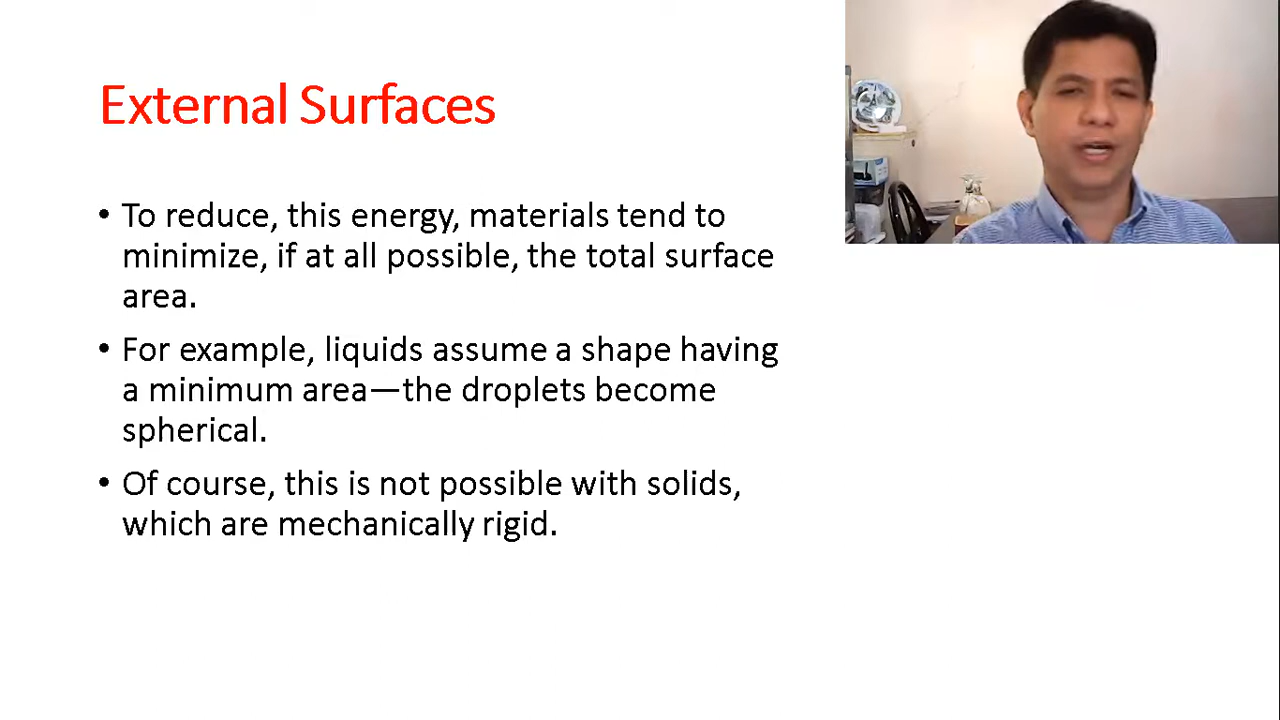 External Surfaces
• To reduce, this energy, materials tend to
minimize, if at all possible, the total surface
area.
• For example, liquids assume a shape having
a minimum area—the droplets become
spherical.
• Of course, this is not possible with solids,
which are mechanically rigid.